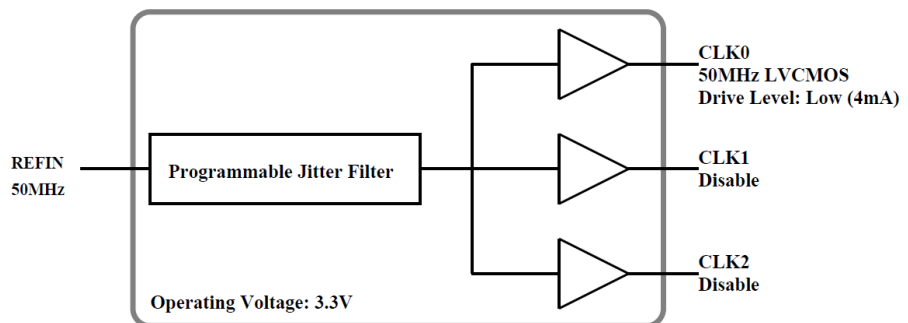 REFIN
50MHz
Programmable Jitter Filter
CLK0
50MHz LVCMOS
Drive Level: Low (4mA)
CLK1
Disable
CLK2
Disable
Operating Voltage: 3.3V